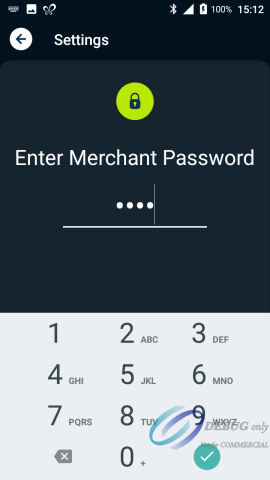 100% 15:12
Settings
Enter Merchant Password
••••
1 2 ABC 3 DEF
4 GHI 5 JKL 6 MNO
7 PQRS 8 TUV 9 WXYZ
DEBUG only
0 + for COMMERCIAL